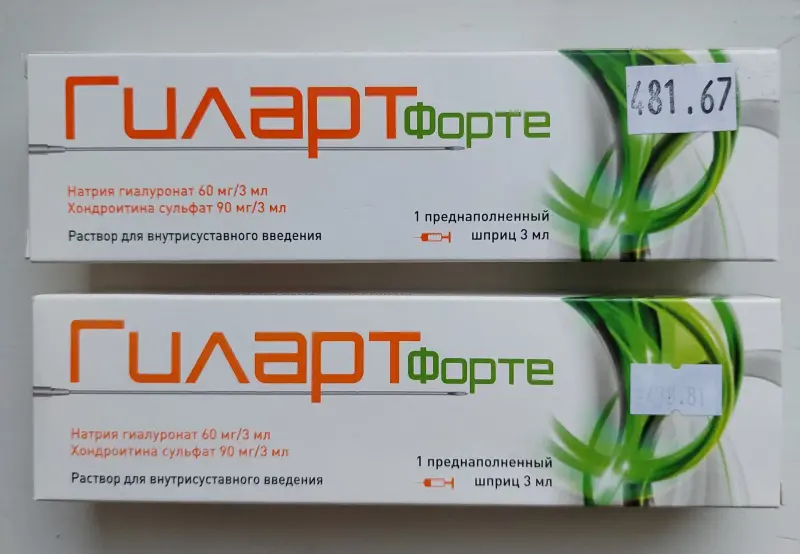 Гиларт Форте
481.67
Натрия гиалуронат 60 мг/3 мл
Хондроитина сульфат 90 мг/3 мл
Раствор для внутрисуставного введения
1 преднаполненный
шприц 3 мл
Гиларт Форте
Натрия гиалуронат 60 мг/3 мл
Хондроитина сульфат 90 мг/3 мл
Раствор для внутрисуставного введения
1 преднаполненный
шприц 3 мл